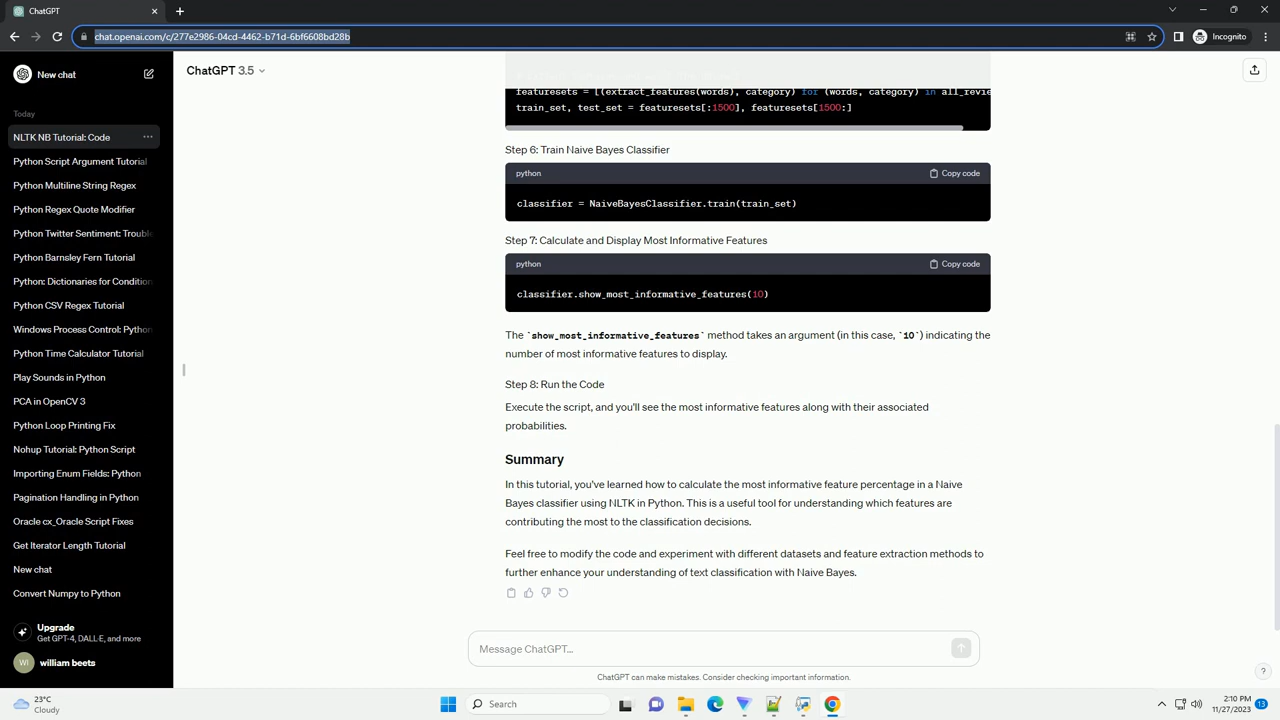 ChatGPT
chat.openai.com/c/277e2986-04cd-4462-b71d-6bf6608bd28b
Incognito
New chat
ChatGPT 3.5
Today
NLTK NB Tutorial: Code
Python Script Argument Tutorial
Python Multiline String Regex
Python Regex Quote Modifier
Python Twitter Sentiment: Trouble
Python Barnsley Fern Tutorial
Python: Dictionaries for Condition
Python CSV Regex Tutorial
Windows Process Control: Python
Python Time Calculator Tutorial
Play Sounds in Python
PCA in OpenCV 3
Python Loop Printing Fix
Nohup Tutorial: Python Script
Importing Enum Fields: Python
Pagination Handling in Python
Oracle cx_Oracle Script Fixes
Get Iterator Length Tutorial
New chat
Convert Numpy to Python
Upgrade
Get GPT-4, DALL·E, and more
WI
william beets
featuresets = [(extract_features(words), category) for (words, category) in all_revie
train_set, test_set = featuresets[:1500], featuresets[1500:]
Step 6: Train Naive Bayes Classifier
python
Copy code
classifier = NaiveBayesClassifier.train(train_set)
Step 7: Calculate and Display Most Informative Features
python
Copy code
classifier.show_most_informative_features(10)
The `show_most_informative_features` method takes an argument (in this case, `10`) indicating the
number of most informative features to display.
Step 8: Run the Code
Execute the script, and you'll see the most informative features along with their associated
probabilities.
Summary
In this tutorial, you've learned how to calculate the most informative feature percentage in a Naive
Bayes classifier using NLTK in Python. This is a useful tool for understanding which features are
contributing the most to the classification decisions.
Feel free to modify the code and experiment with different datasets and feature extraction methods to
further enhance your understanding of text classification with Naive Bayes.
Message ChatGPT...
ChatGPT can make mistakes. Consider checking important information.
?
23°C
Cloudy
Search
2:10 PM
11/27/2023
13